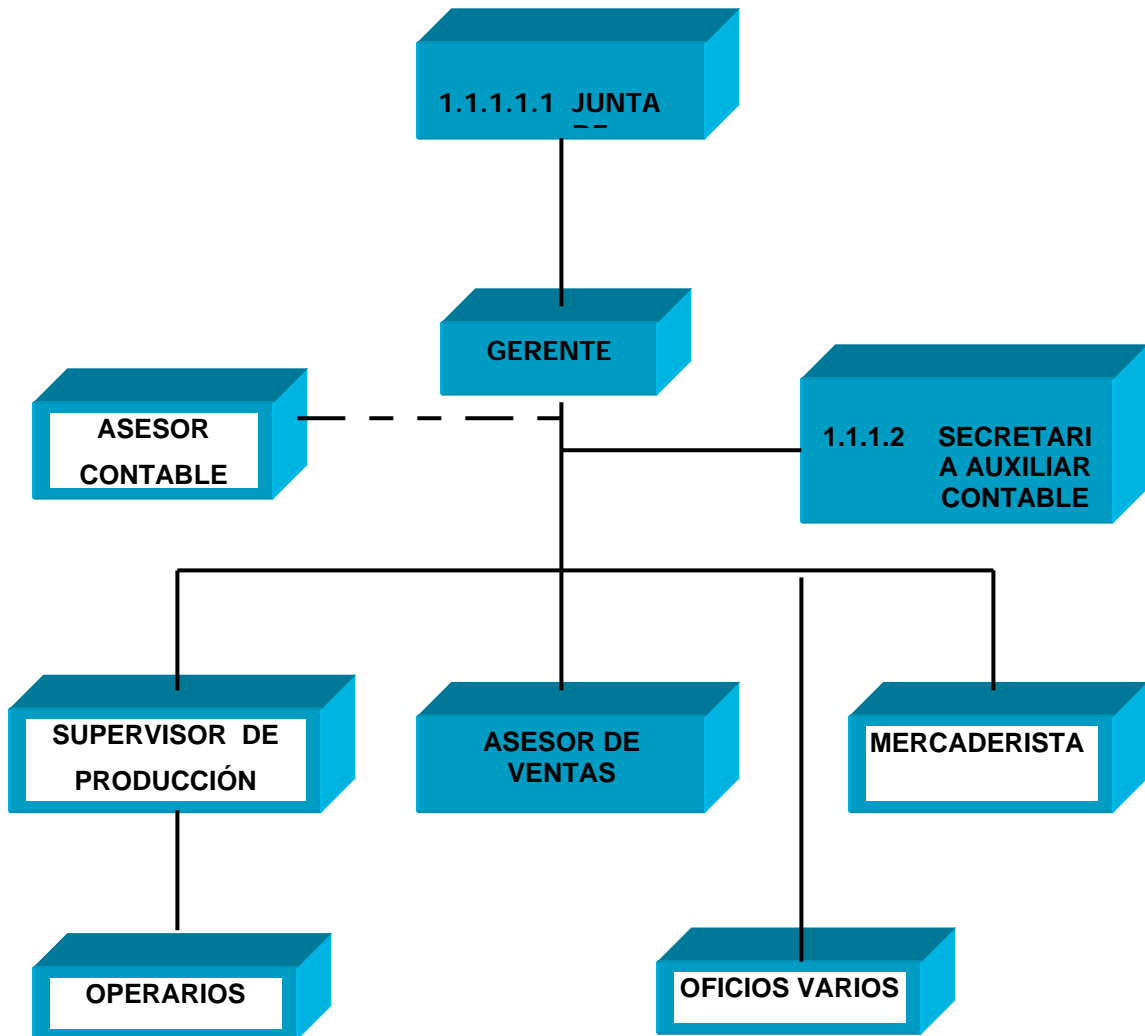 1.1.1.1.1 JUNTA
GERENTE
ASESOR
CONTABLE
1.1.1.2 SECRETARI
A AUXILIAR
CONTABLE
SUPERVISOR DE
PRODUCCIÓN
ASESOR DE
VENTAS
MERCADERISTA
OPERARIOS
OFICIOS VARIOS